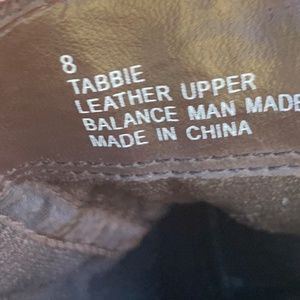 8
TABBIE
LEATHER UPPER
BALANCE MAN MADE
MADE IN CHINA